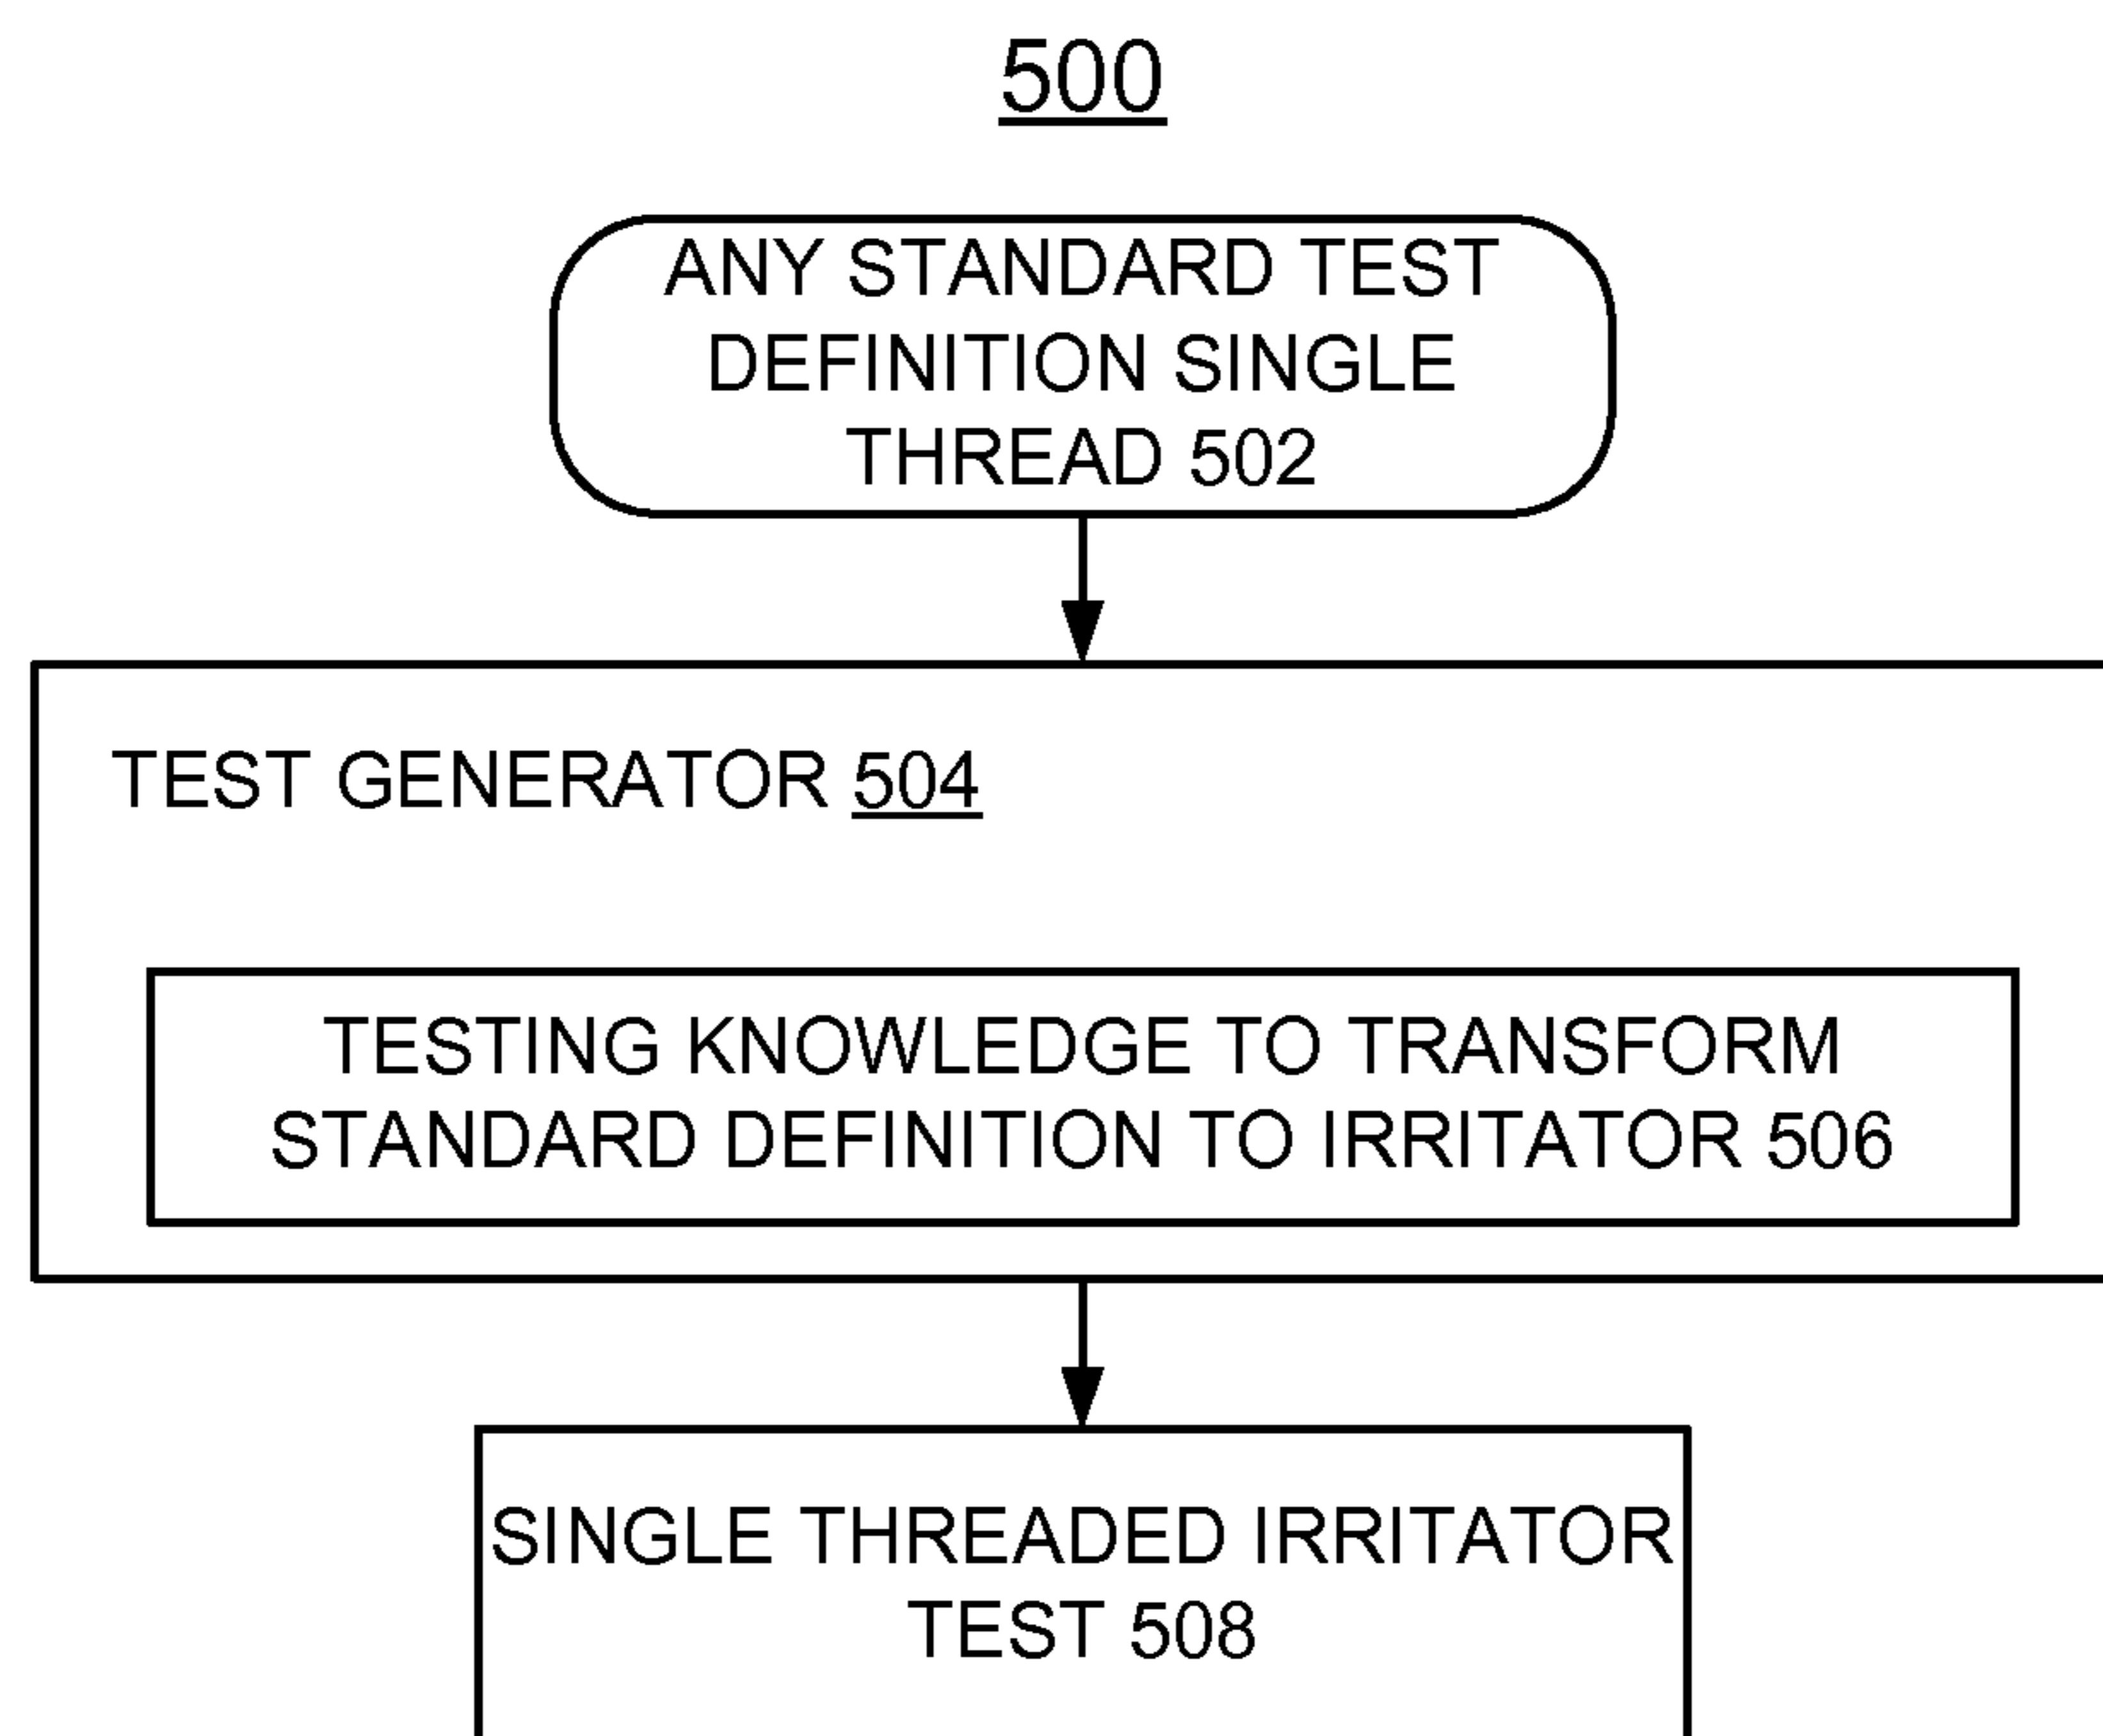 500
ANY STANDARD TEST
DEFINITION SINGLE
THREAD 502
TEST GENERATOR 504
TESTING KNOWLEDGE TO TRANSFORM
STANDARD DEFINITION TO IRRITATOR 506
SINGLE THREADED IRRITATOR
TEST 508